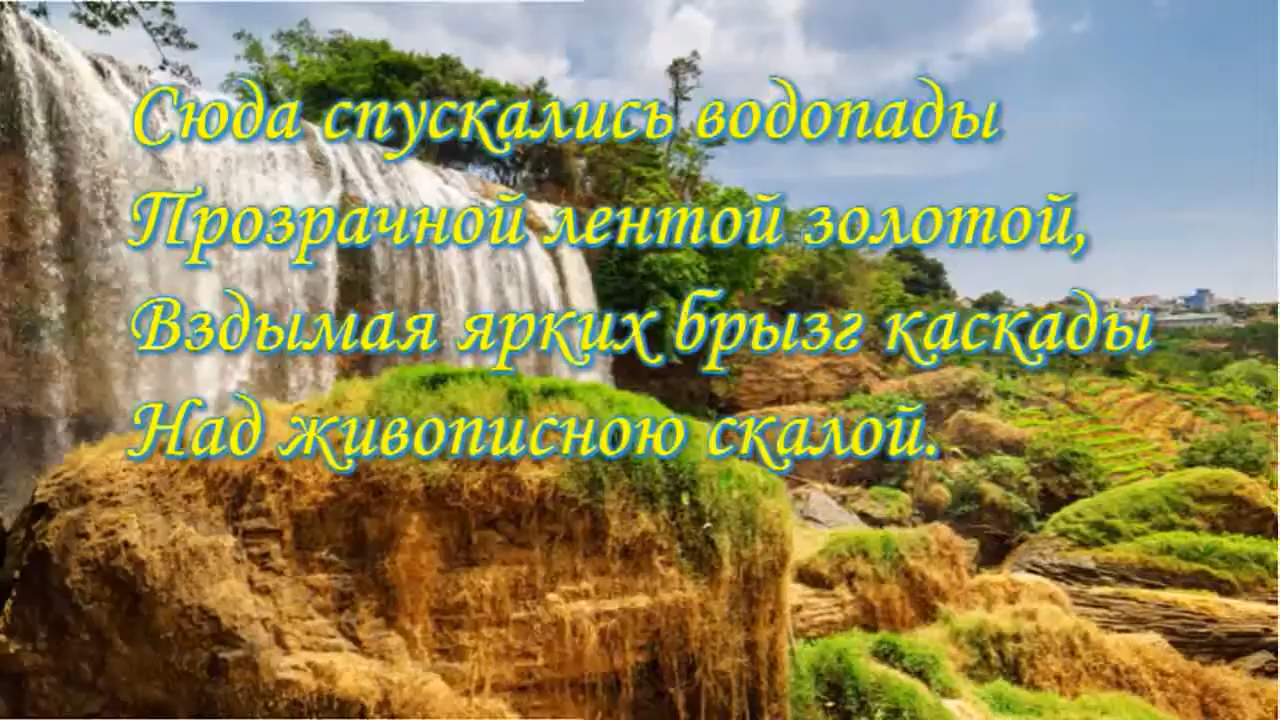 Сюда спускались водопады
Прозрачной лентой золотой,
Вздымая ярких брызг каскады
Над живописною скалой.